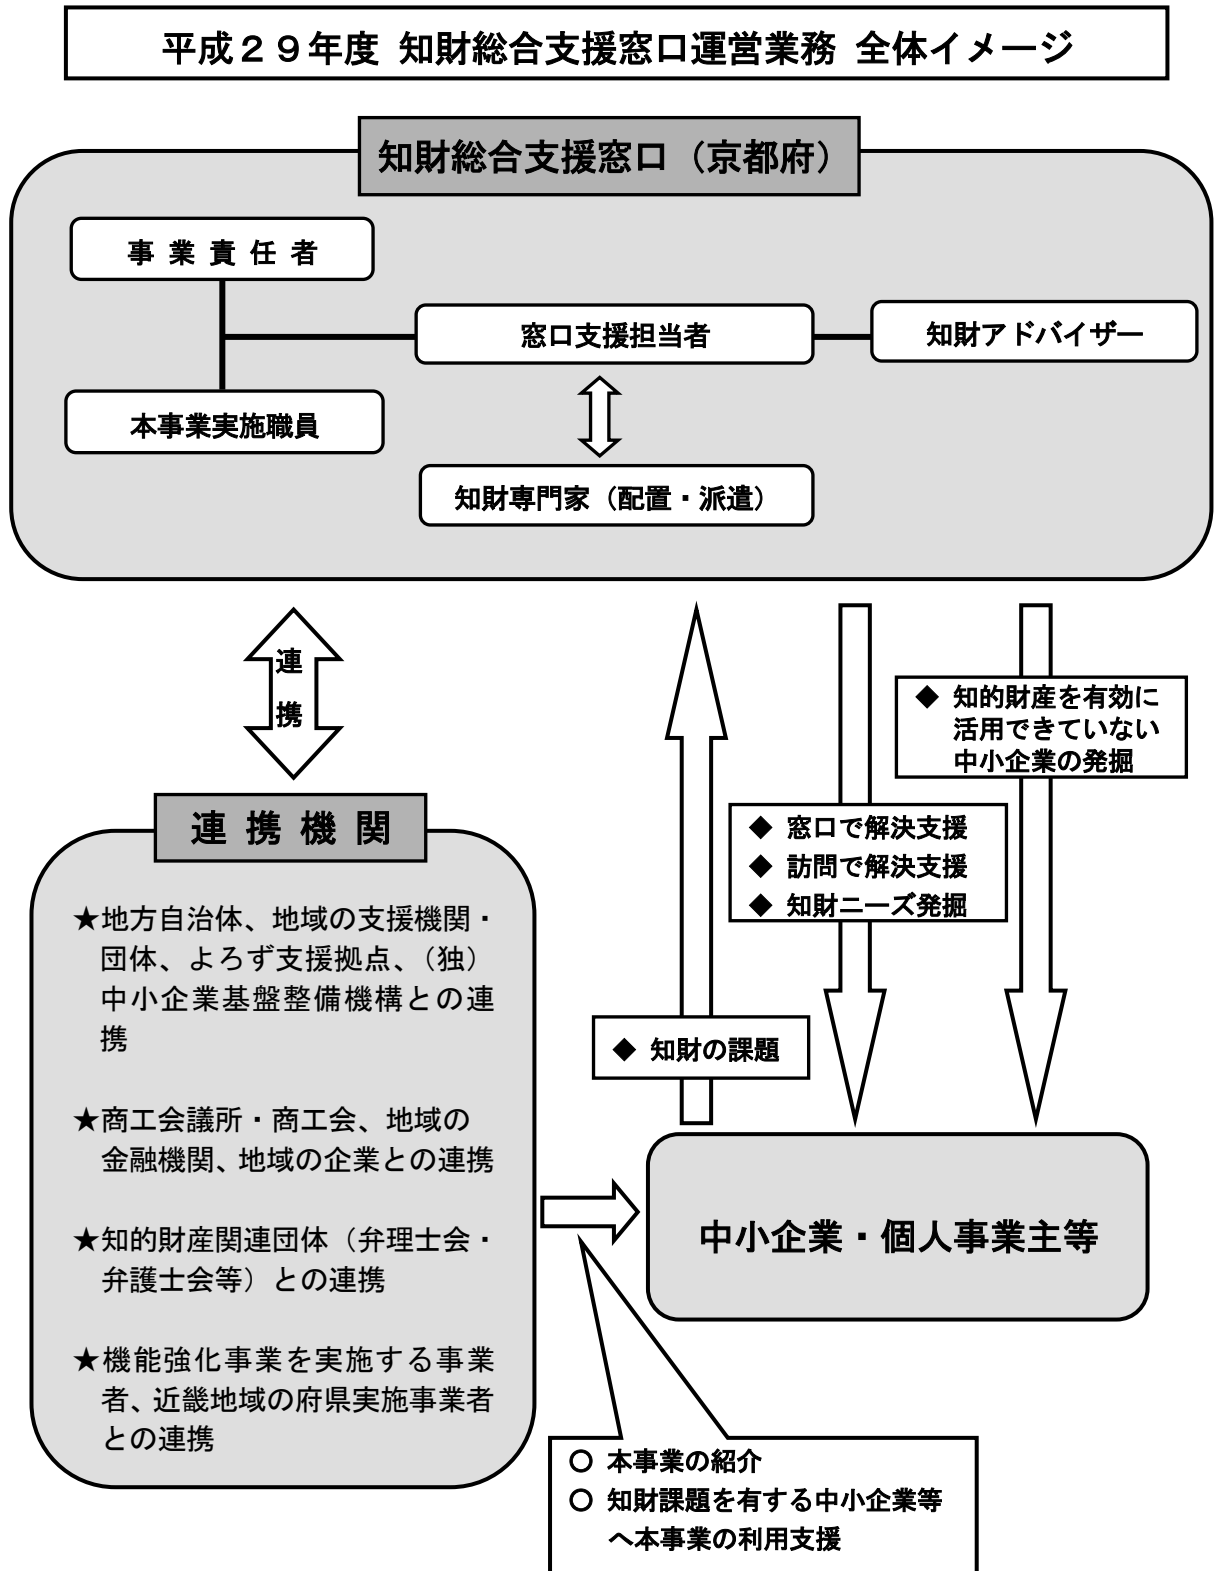 平成２９年度 知財総合支援窓口運営業務 全体イメージ
知財総合支援窓口（京都府）
事 業 責 任 者
窓口支援担当者
知財アドバイザー
本事業実施職員
知財専門家（配置・派遣）
連
携
◆ 知的財産を有効に
活用できていない
中小企業の発掘
◆ 窓口で解決支援
◆ 訪問で解決支援
◆ 知財ニーズ発掘
◆ 知財の課題
連 携 機 関
★地方自治体、地域の支援機関・
団体、よろず支援拠点、（独）
中小企業基盤整備機構との連
携
★商工会議所・商工会、地域の
金融機関、地域の企業との連携
★知的財産関連団体（弁理士会・
弁護士会等）との連携
★機能強化事業を実施する事業
者、近畿地域の府県実施事業者
との連携
中小企業・個人事業主等
○ 本事業の紹介
○ 知財課題を有する中小企業等
へ本事業の利用支援